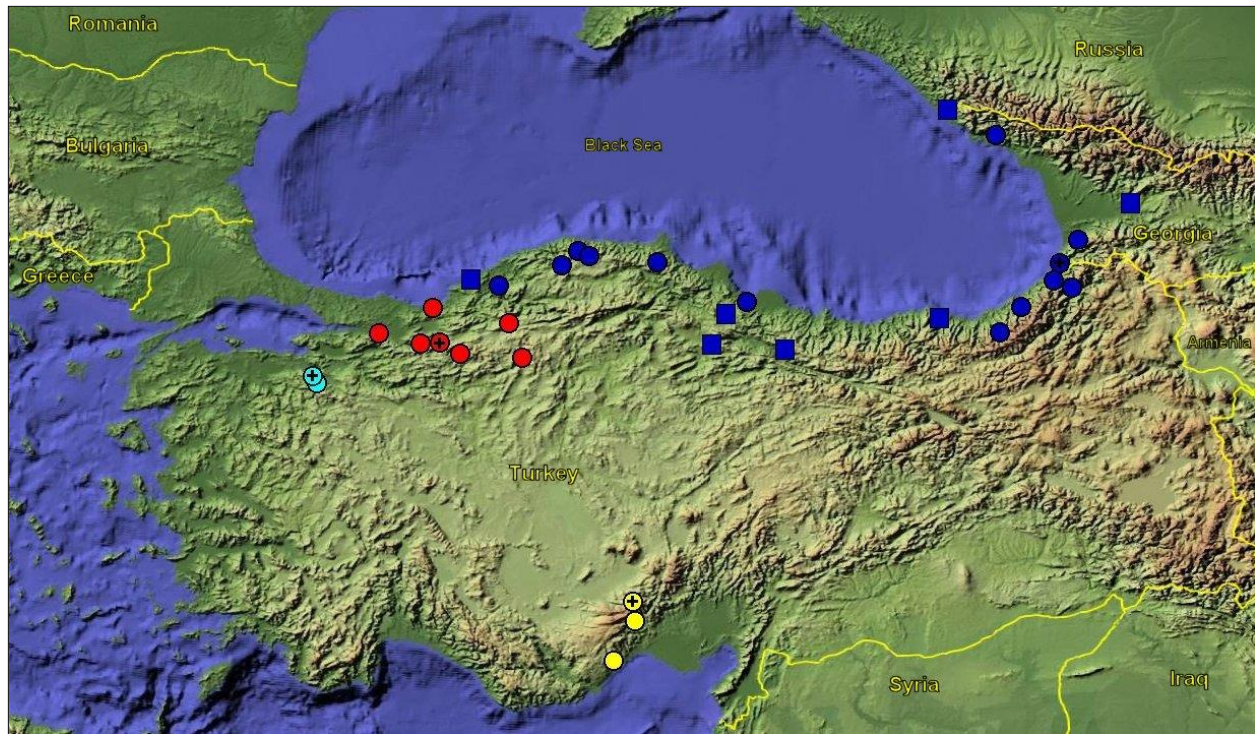 Romania
Russia
Bulgaria
Black Sea
Georgia
Greece
Armenia
Turkey
Syria
Iraq